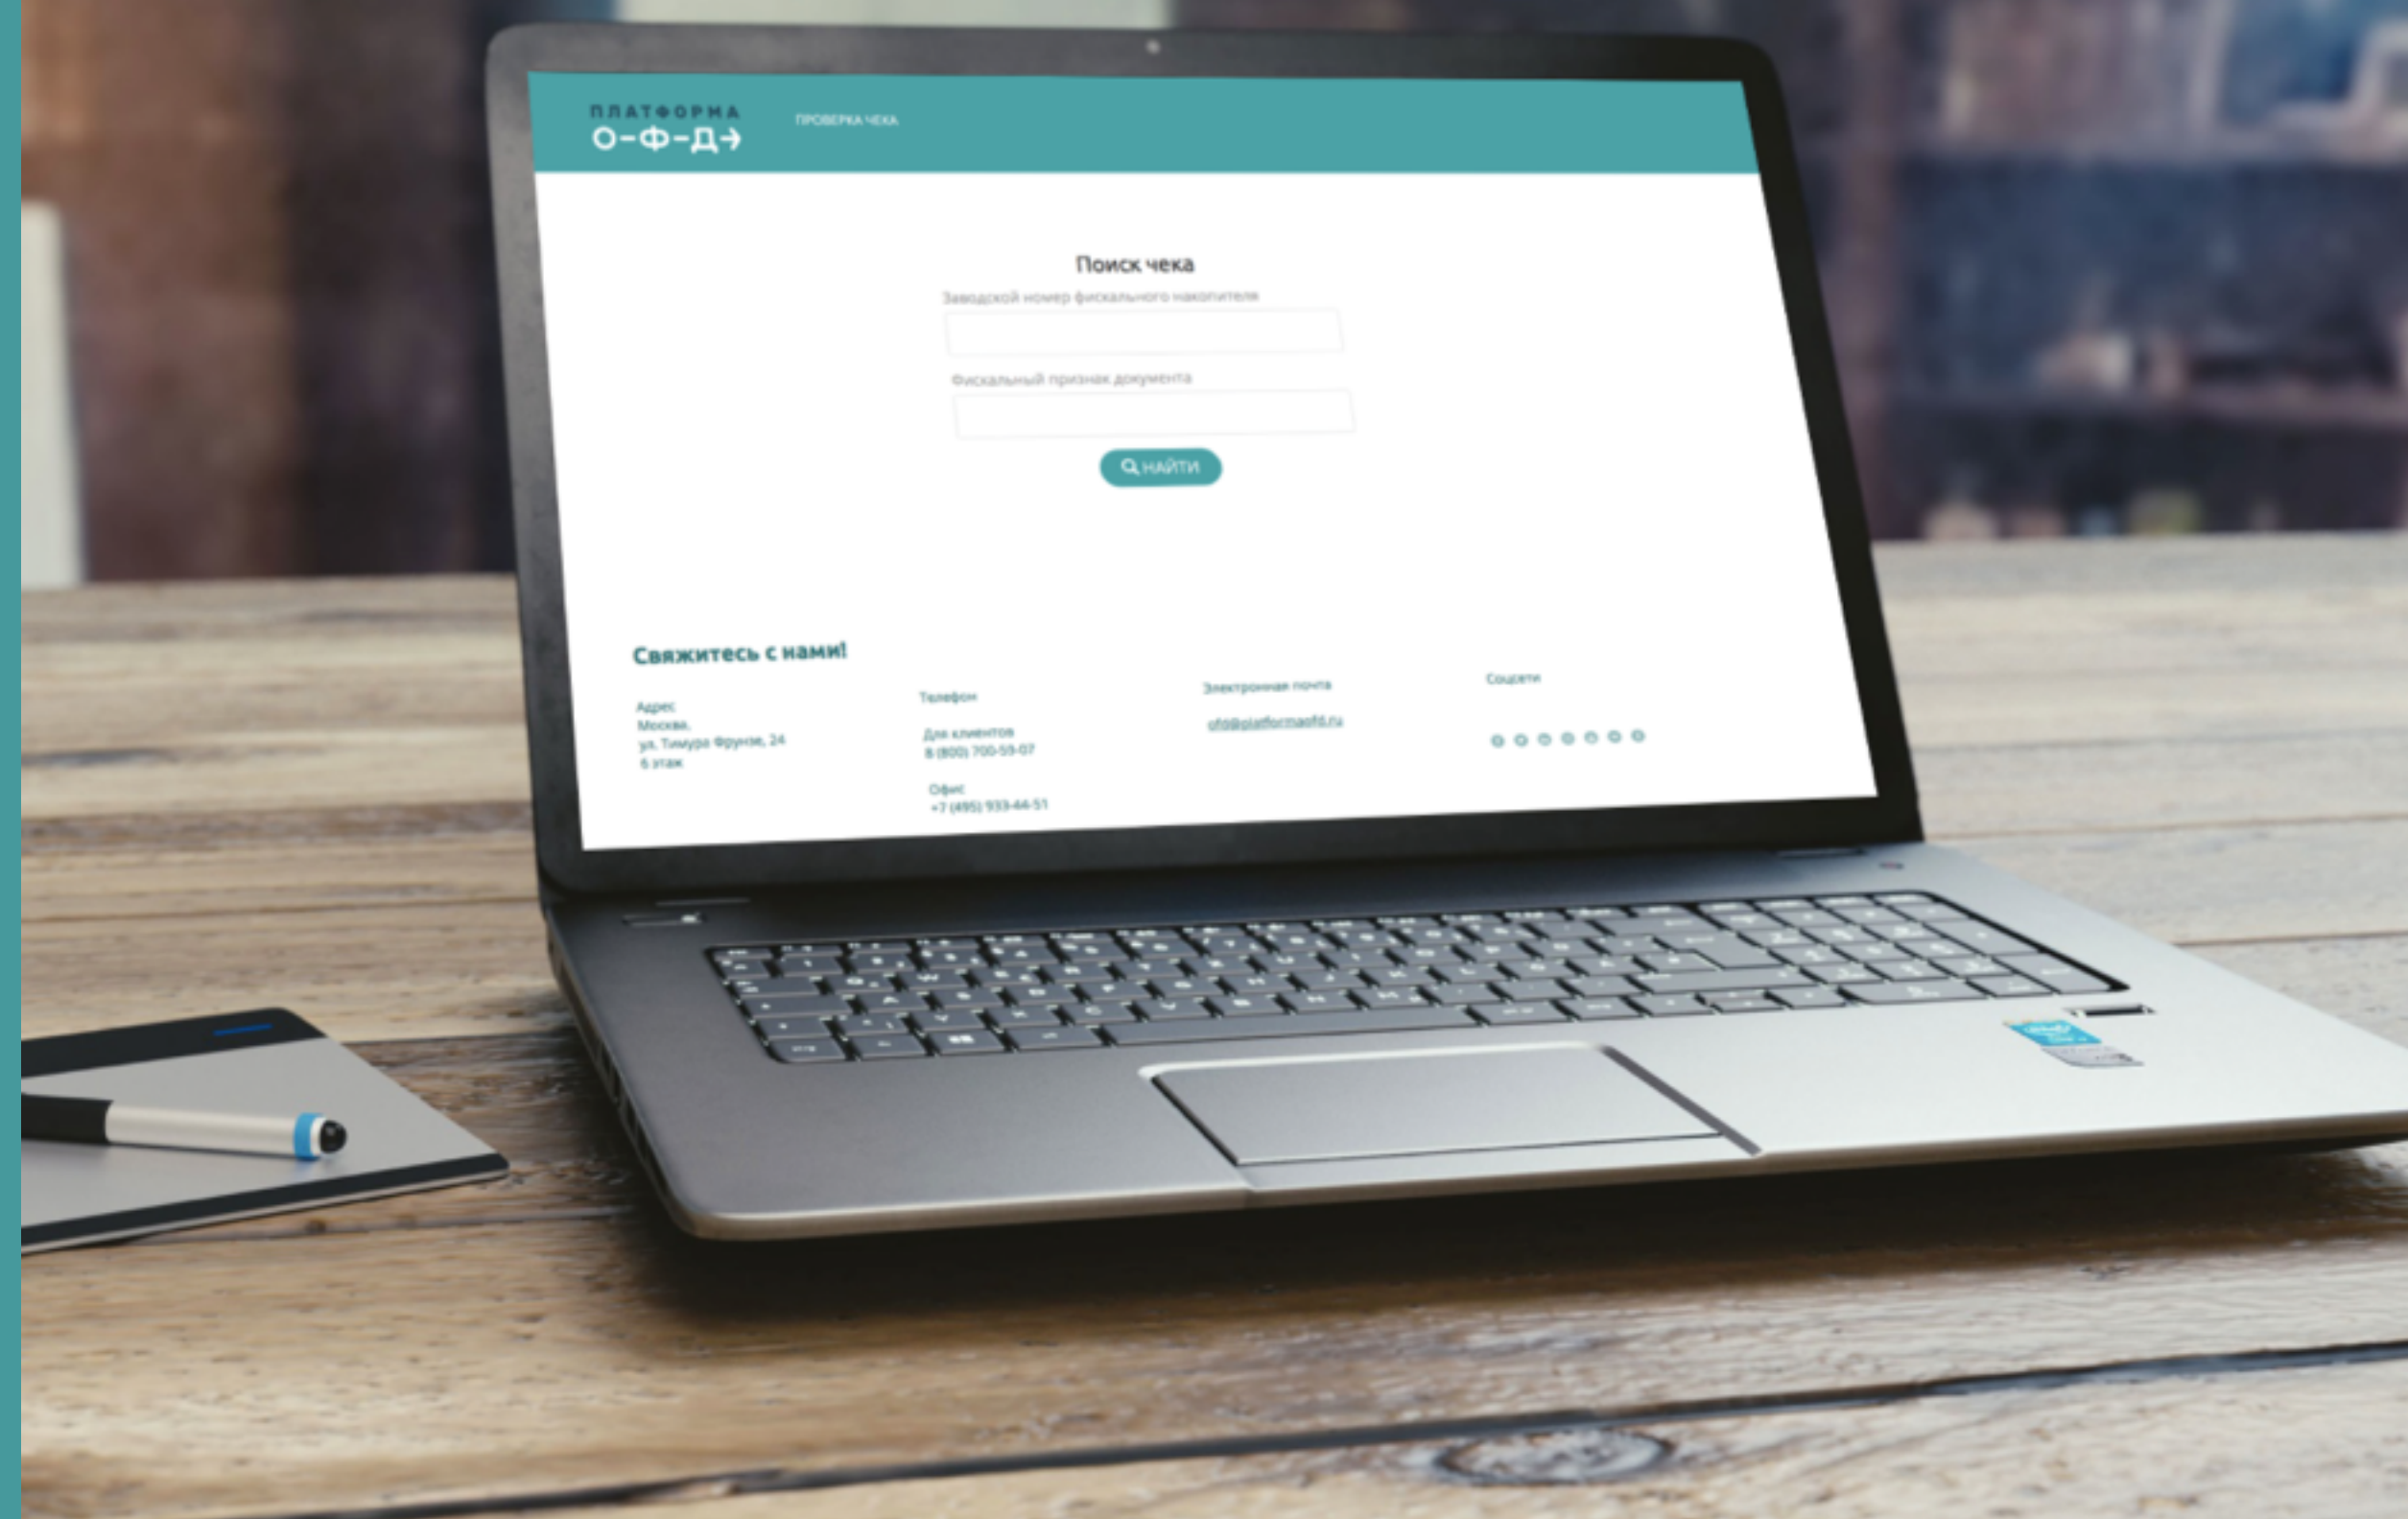 ПЛАТФОРМА
О-Ф-Д→
ПРОВЕРКА ЧЕКА
Поиск чека
Заводской номер фискального накопителя
Фискальный признак документа
НАЙТИ
Свяжитесь с нами!
Адрес
Москва,
ул. Тимура Фрунзе, 24
6 этаж
Телефон
Для клиентов
8 (800) 700-59-07
Офис
+7 (495) 933-44-51
Электронная почта
ofd@platformaofd.ru
Соцсети